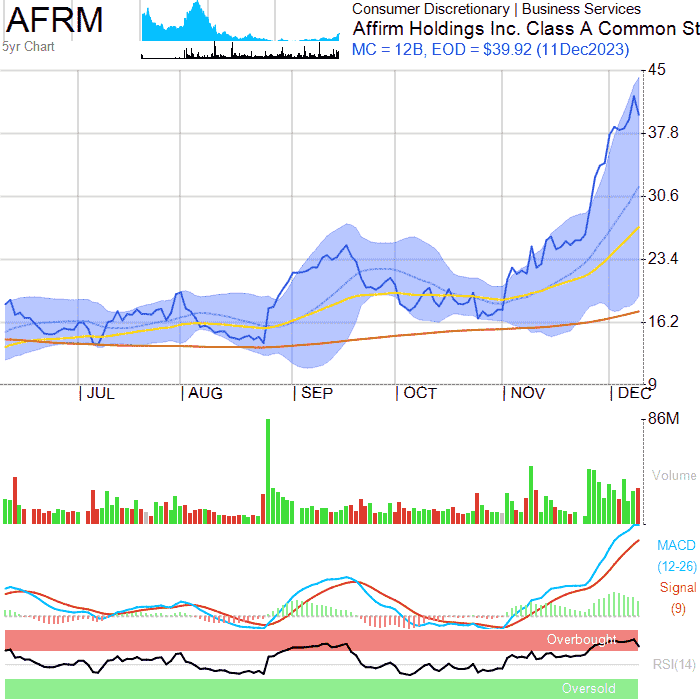 AFRM
5yr Chart
Consumer Discretionary | Business Services
Affirm Holdings Inc. Class A Common St
MC = 12B, EOD = $39.92 (11Dec2023)
45
37.8
30.6
23.4
16.2
9
JUL AUG SEP OCT NOV DEC
86M
Volume
MACD
(12-26)
Signal
(9)
Overbought
RSI(14)
Oversold